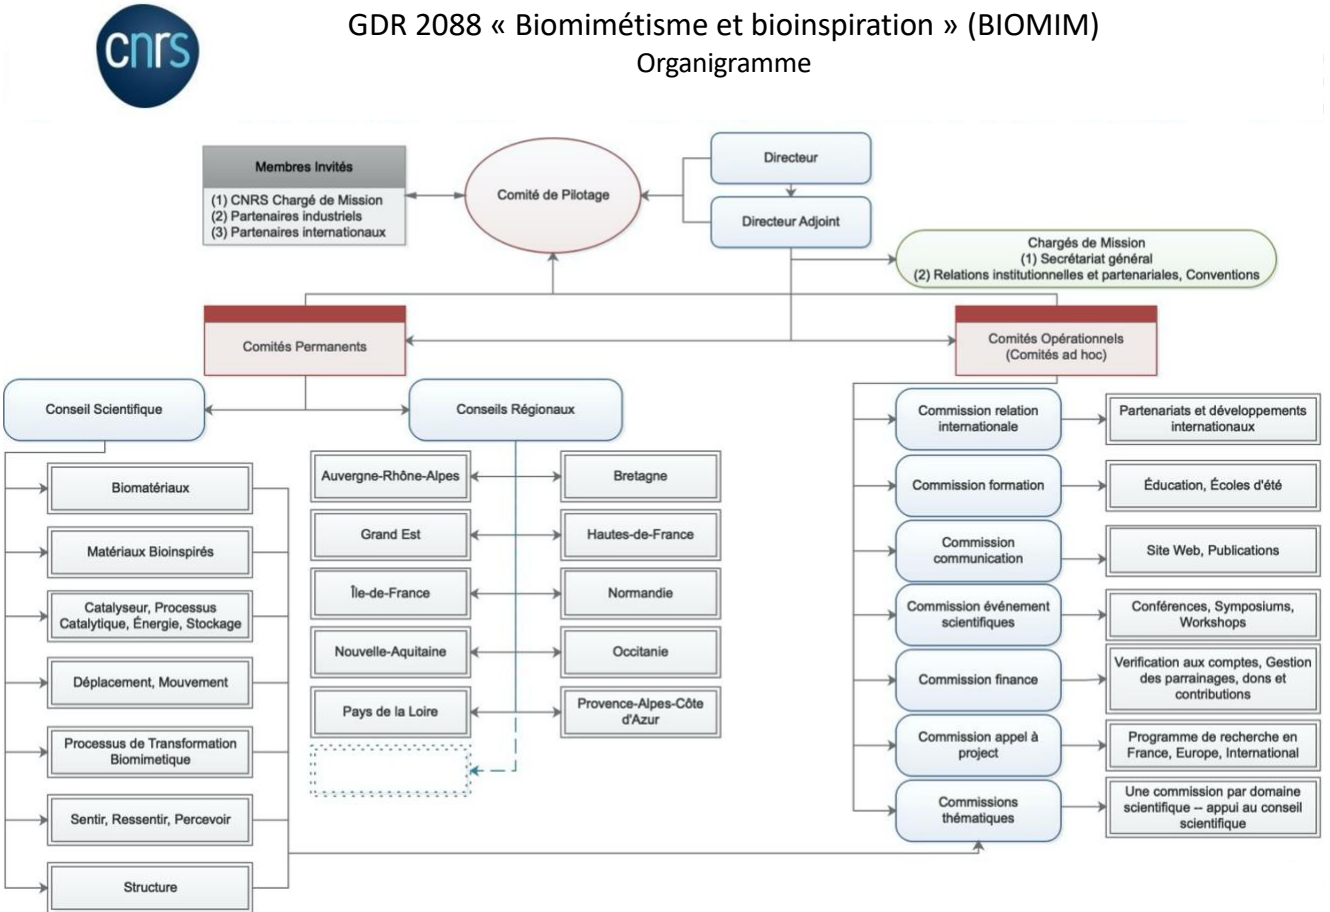 cnrs
GDR 2088 « Biomimétisme et bioinspiration » (BIOMIM)
Organigramme
Membres Invités
(1) CNRS Chargé de Mission
(2) Partenaires industriels
(3) Partenaires internationaux
Comité de Pilotage
Directeur
Directeur Adjoint
Chargés de Mission
(1) Secrétariat général
(2) Relations institutionnelles et partenariales, Conventions
Comités Permanents
Comités Opérationnels
(Comités ad hoc)
Conseil Scientifique
Conseils Régionaux
Biomatériaux
Matériaux Bioinspirés
Catalyseur, Processus
Catalytique, Énergie, Stockage
Déplacement, Mouvement
Processus de Transformation
Biomimetique
Sentir, Ressentir, Percevoir
Structure
Auvergne-Rhône-Alpes
Bretagne
Grand Est
Hautes-de-France
Île-de-France
Normandie
Nouvelle-Aquitaine
Occitanie
Pays de la Loire
Provence-Alpes-Côte
d'Azur
Commission relation
internationale
Partenariats et développements
internationaux
Commission formation
Éducation, Écoles d'été
Commission
communication
Site Web, Publications
Commission événement
scientifiques
Conférences, Symposiums,
Workshops
Commission finance
Verification aux comptes, Gestion
des parrainages, dons et
contributions
Commission appel à
project
Programme de recherche en
France, Europe, International
Commissions
thématiques
Une commission par domaine
scientifique -- appui au conseil
scientifique